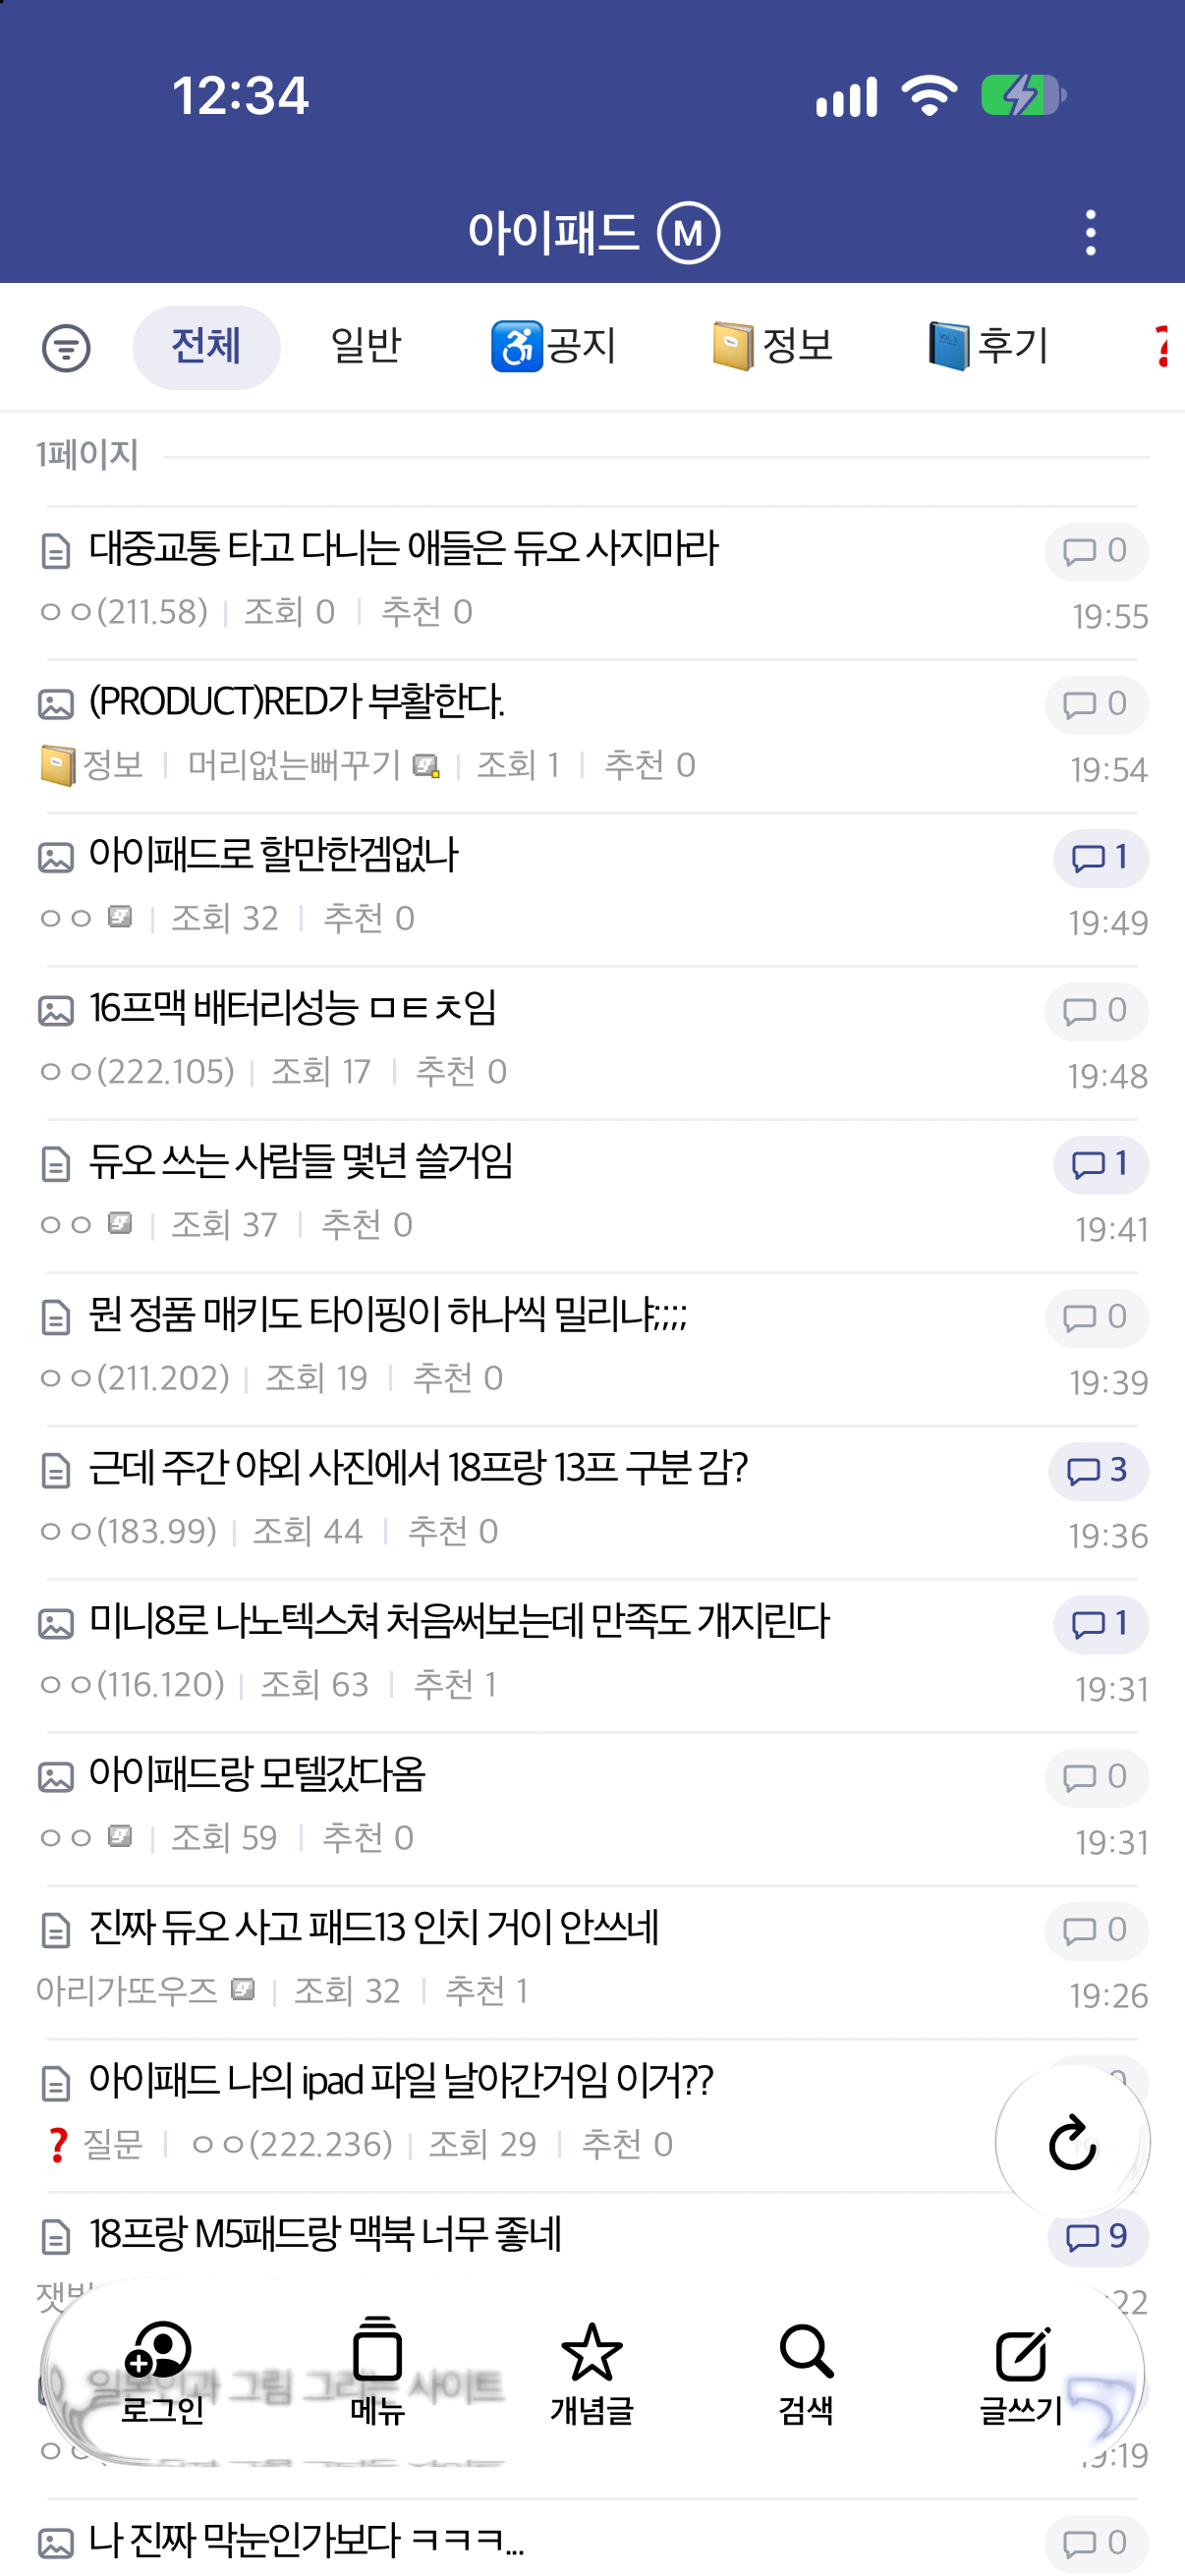 12:34
아이패드 M
전체 일반 공지 정보 후기
1페이지
대중교통 타고 다니는 애들은 듀오 사지마라 0
ㅇㅇ(211.58) | 조회 0 | 추천 0 19:55
(PRODUCT)RED가 부활한다. 0
정보 | 머리없는뻐꾸기 | 조회 1 | 추천 0 19:54
아이패드로 할만한겜없나 1
ㅇㅇ | 조회 32 | 추천 0 19:49
16프맥 배터리성능 ㅁㅌㅊ임 0
ㅇㅇ(222.105) | 조회 17 | 추천 0 19:48
듀오 쓰는 사람들 몇년 쓸거임 1
ㅇㅇ | 조회 37 | 추천 0 19:41
뭔 정품 매키도 타이핑이 하나씩 밀리냐;;;; 0
ㅇㅇ(211.202) | 조회 19 | 추천 0 19:39
근데 주간 야외 사진에서 18프랑 13프 구분 감? 3
ㅇㅇ(183.99) | 조회 44 | 추천 0 19:36
미니8로 나노텍스쳐 처음써보는데 만족도 개지린다 1
ㅇㅇ(116.120) | 조회 63 | 추천 1 19:31
아이패드랑 모텔갔다옴 0
ㅇㅇ | 조회 59 | 추천 0 19:31
진짜 듀오 사고 패드13 인치 거이 안쓰네 0
아리가또우즈 | 조회 32 | 추천 1 19:26
아이패드 나의 ipad 파일 날아간거임 이거??
질문 | ㅇㅇ(222.236) | 조회 29 | 추천 0
18프랑 M5패드랑 맥북 너무 좋네 9
:22
그림 그리는 사이트
로그인 메뉴 개념글 검색 글쓰기
19:19
나 진짜 막눈인가보다 ㅋㅋㅋ... 0